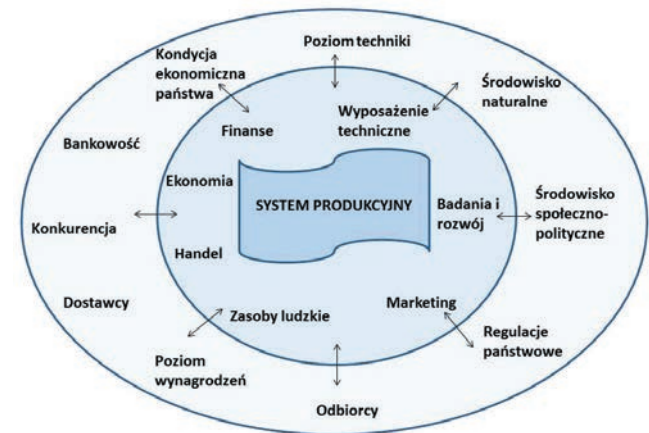 Poziom techniki
Kondycja
ekonomiczna
państwa
Środowisko
naturalne
Finanse
Wyposażenie
techniczne
Bankowość
Ekonomia
SYSTEM PRODUKCYJNY
Badania i
rozwój
Środowisko
społeczno-
polityczne
Konkurencja
Handel
Dostawcy
Zasoby ludzkie
Marketing
Regulacje
państwowe
Poziom
wynagrodzeń
Odbiorcy